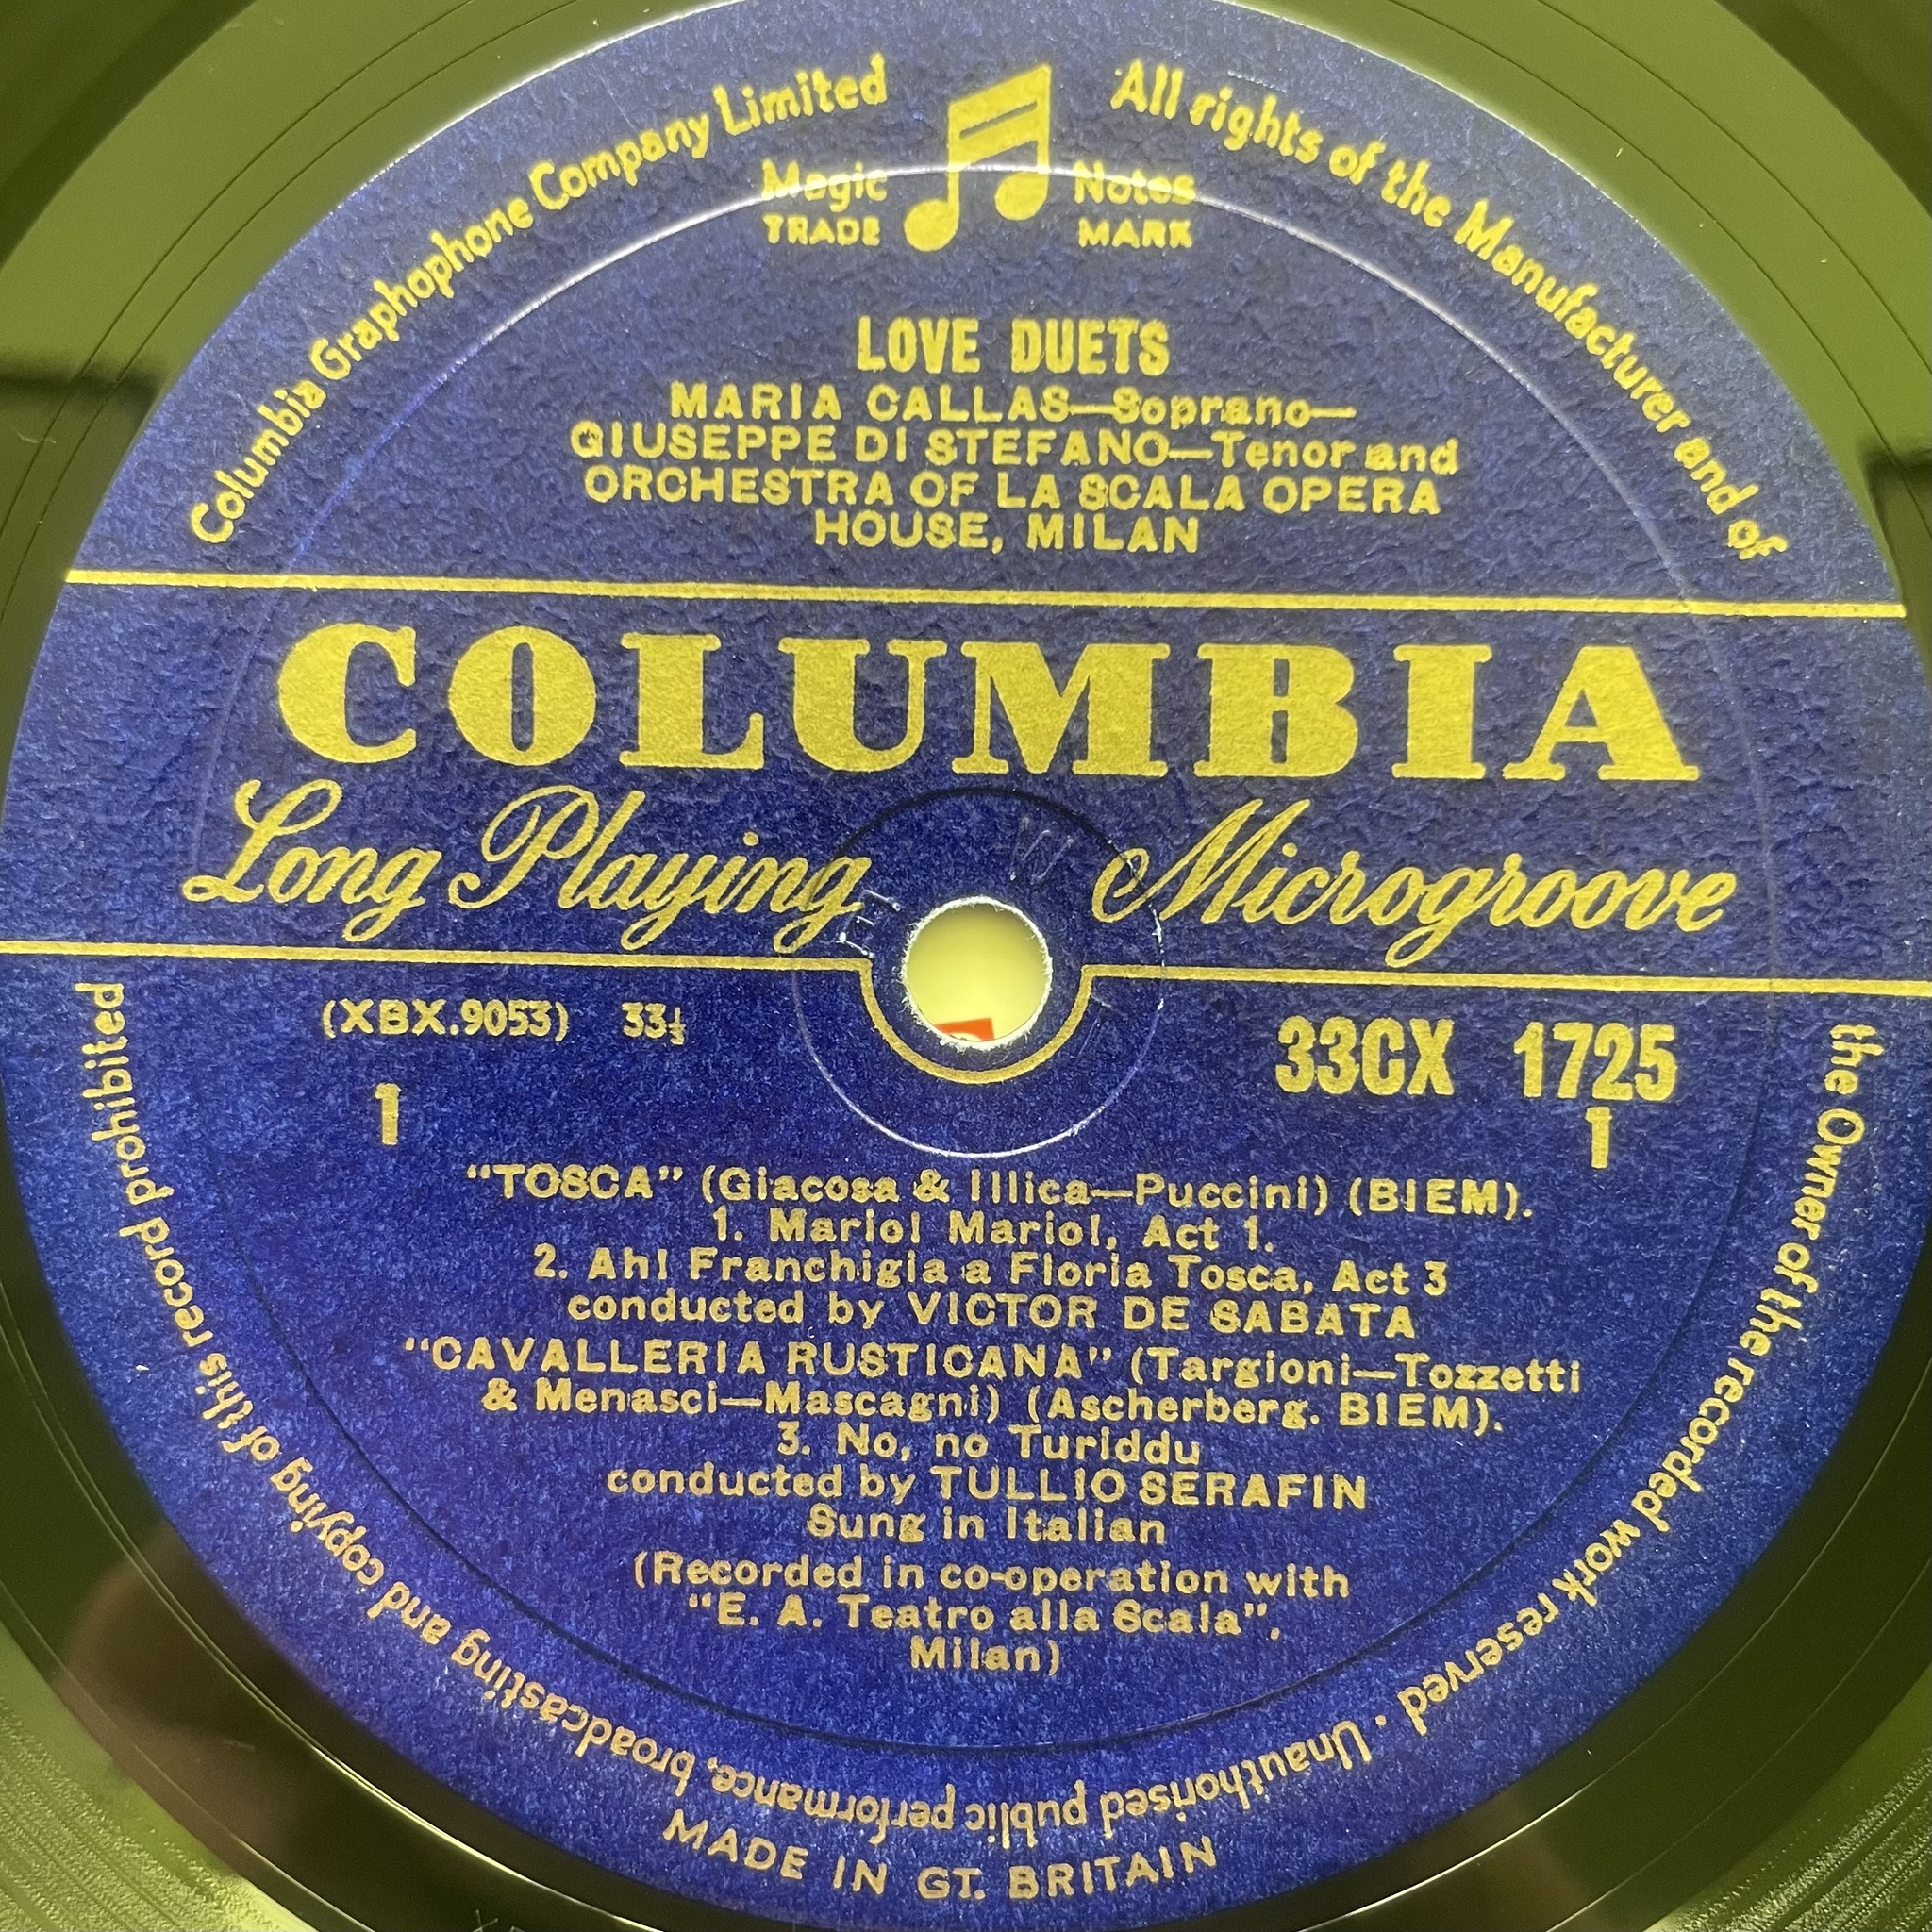 Columbia Graphophone Company Limited
All rights of the Manufacturer and of
the Owner of the recorded work reserved · Unauthorised public performance, broadcasting and copying of this record prohibited
Magic Notes
TRADE MARK
LOVE DUETS
MARIA CALLAS—Soprano—
GIUSEPPE DI STEFANO—Tenor and
ORCHESTRA OF LA SCALA OPERA
HOUSE, MILAN
COLUMBIA
Long Playing Microgroove
(XBX.9053) 33⅓
33CX 1725
1
1
"TOSCA" (Giacosa & Illica—Puccini) (BIEM).
1. Mario! Mario!, Act 1.
2. Ah! Franchigia a Floria Tosca, Act 3
conducted by VICTOR DE SABATA
"CAVALLERIA RUSTICANA" (Targioni—Tozzetti
& Menasci—Mascagni) (Ascherberg. BIEM).
3. No, no Turiddu
conducted by TULLIO SERAFIN
Sung in Italian
(Recorded in co-operation with
"E. A. Teatro alla Scala",
Milan)
MADE IN GT. BRITAIN